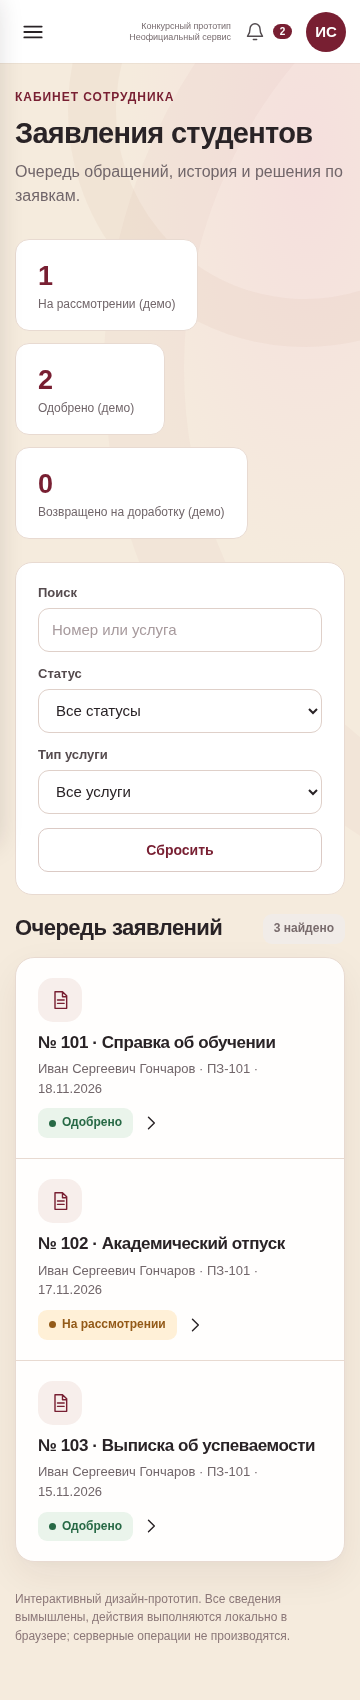 Конкурсный прототип
Неофициальный сервис
2
ИС
КАБИНЕТ СОТРУДНИКА
Заявления студентов
Очередь обращений, история и решения по
заявкам.
1
На рассмотрении (демо)
2
Одобрено (демо)
0
Возвращено на доработку (демо)
Поиск
Номер или услуга
Статус
Все статусы
Тип услуги
Все услуги
Сбросить
Очередь заявлений
3 найдено
№ 101 · Справка об обучении
Иван Сергеевич Гончаров · ПЗ-101 ·
18.11.2026
Одобрено
№ 102 · Академический отпуск
Иван Сергеевич Гончаров · ПЗ-101 ·
17.11.2026
На рассмотрении
№ 103 · Выписка об успеваемости
Иван Сергеевич Гончаров · ПЗ-101 ·
15.11.2026
Одобрено
Интерактивный дизайн-прототип. Все сведения
вымышлены, действия выполняются локально в
браузере; серверные операции не производятся.